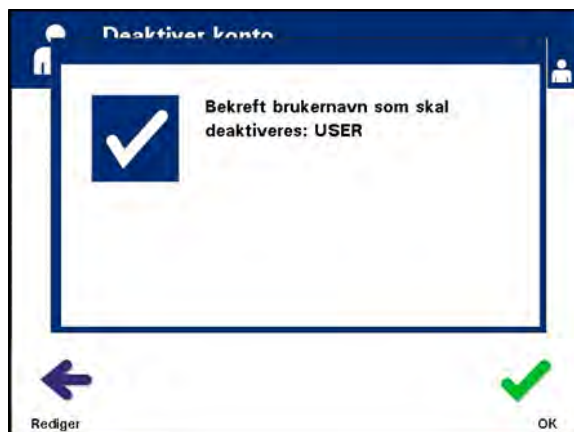 Deaktiver konto
Bekreft brukernavn som skal
deaktiveres: USER
Rediger
OK